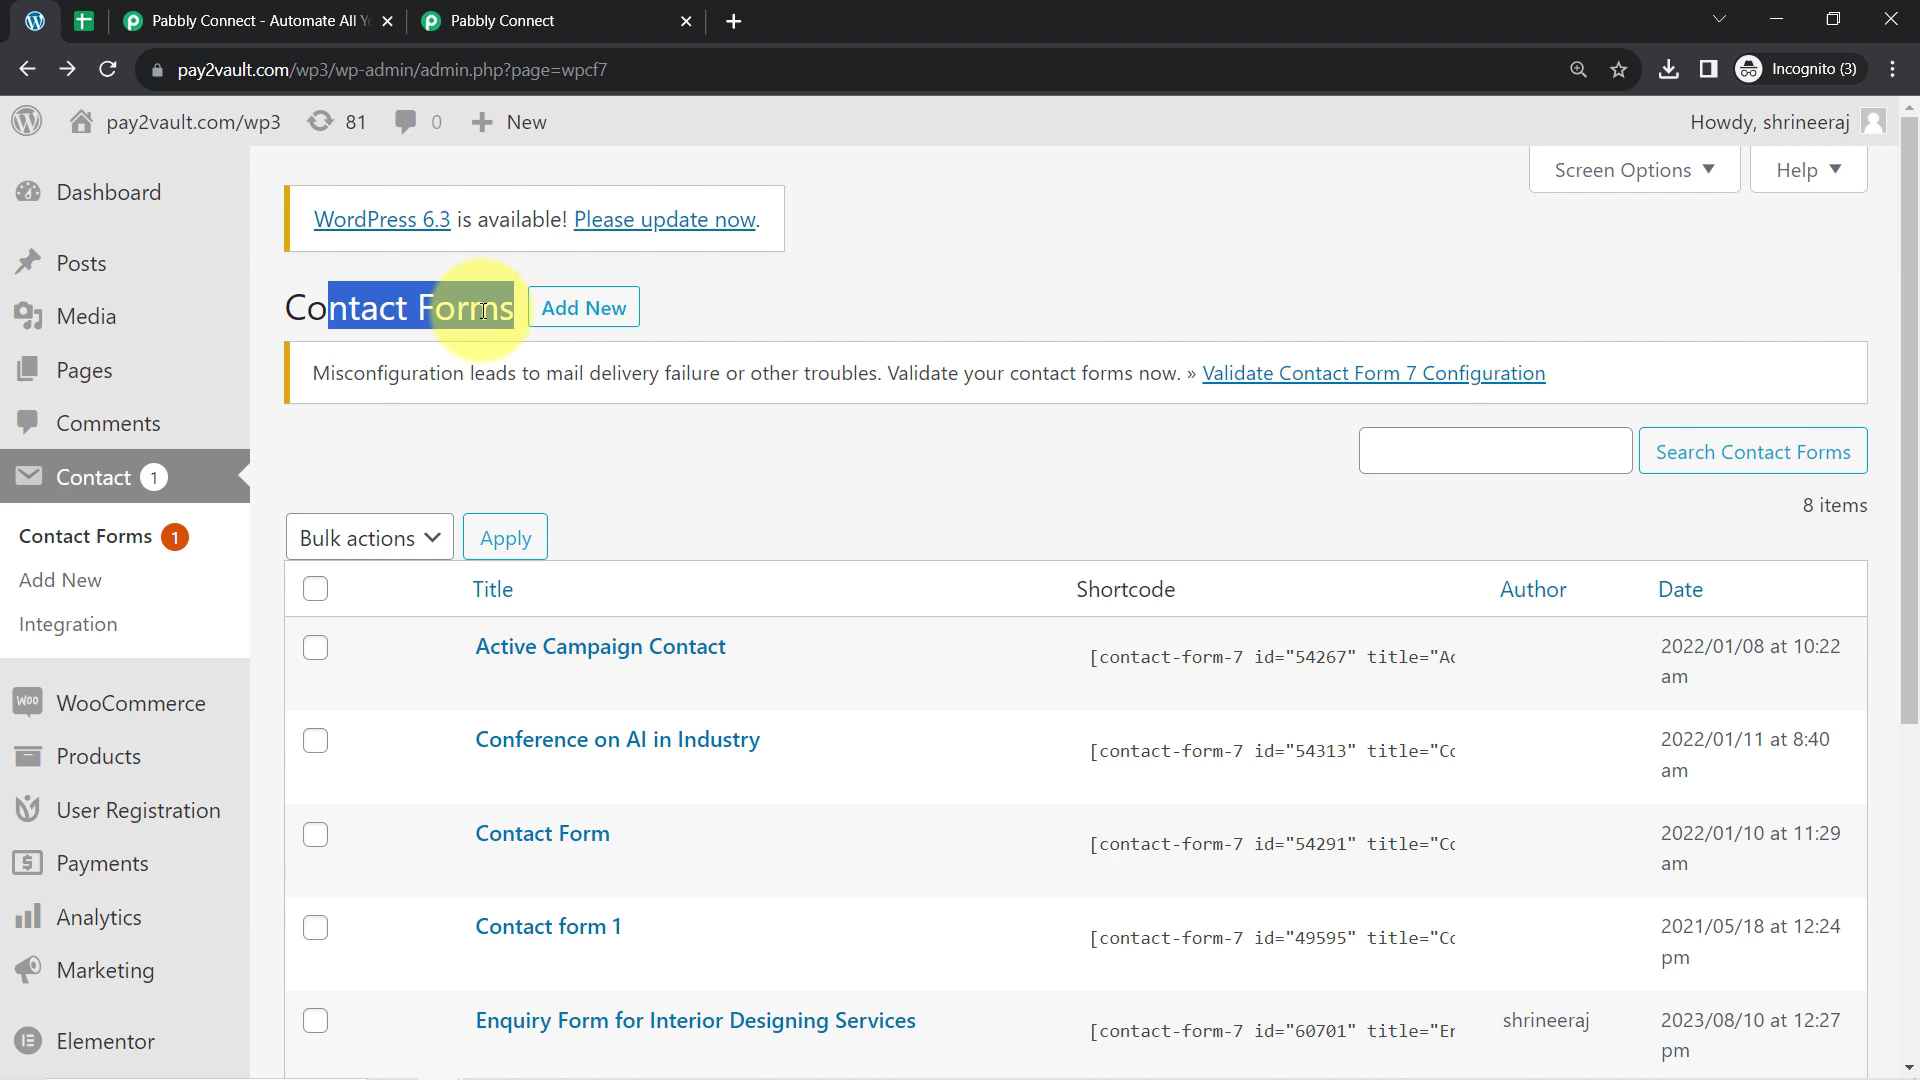 Pabbly Connect - Automate All Y
Pabbly Connect
pay2vault.com/wp3/wp-admin/admin.php?page=wpcf7
Incognito (3)
pay2vault.com/wp3
81
0
New
Howdy, shrineeraj
Screen Options
Help
Dashboard
Posts
Media
Pages
Comments
Contact 1
Contact Forms 1
Add New
Integration
WooCommerce
Products
User Registration
Payments
Analytics
Marketing
Elementor
WordPress 6.3 is available! Please update now.
Contact Forms
Add New
Misconfiguration leads to mail delivery failure or other troubles. Validate your contact forms now. » Validate Contact Form 7 Configuration
Search Contact Forms
8 items
Bulk actions
Apply
Title Shortcode Author Date
Active Campaign Contact [contact-form-7 id="54267" title="Ac 2022/01/08 at 10:22
am
Conference on AI in Industry [contact-form-7 id="54313" title="Co 2022/01/11 at 8:40
am
Contact Form [contact-form-7 id="54291" title="Co 2022/01/10 at 11:29
am
Contact form 1 [contact-form-7 id="49595" title="Co 2021/05/18 at 12:24
pm
Enquiry Form for Interior Designing Services [contact-form-7 id="60701" title="En shrineeraj 2023/08/10 at 12:27
pm